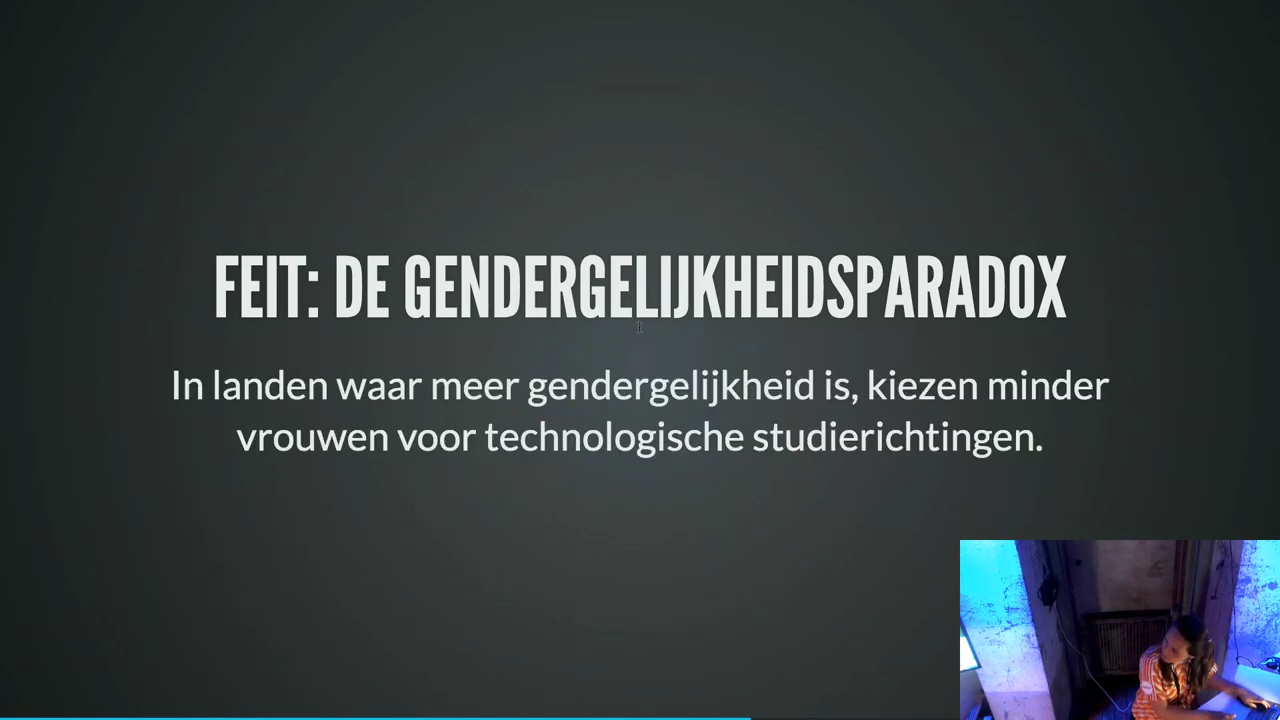 FEIT: DE GENDERGELIJKHEIDSPARADOX
In landen waar meer gendergelijkheid is, kiezen minder
vrouwen voor technologische studierichtingen.